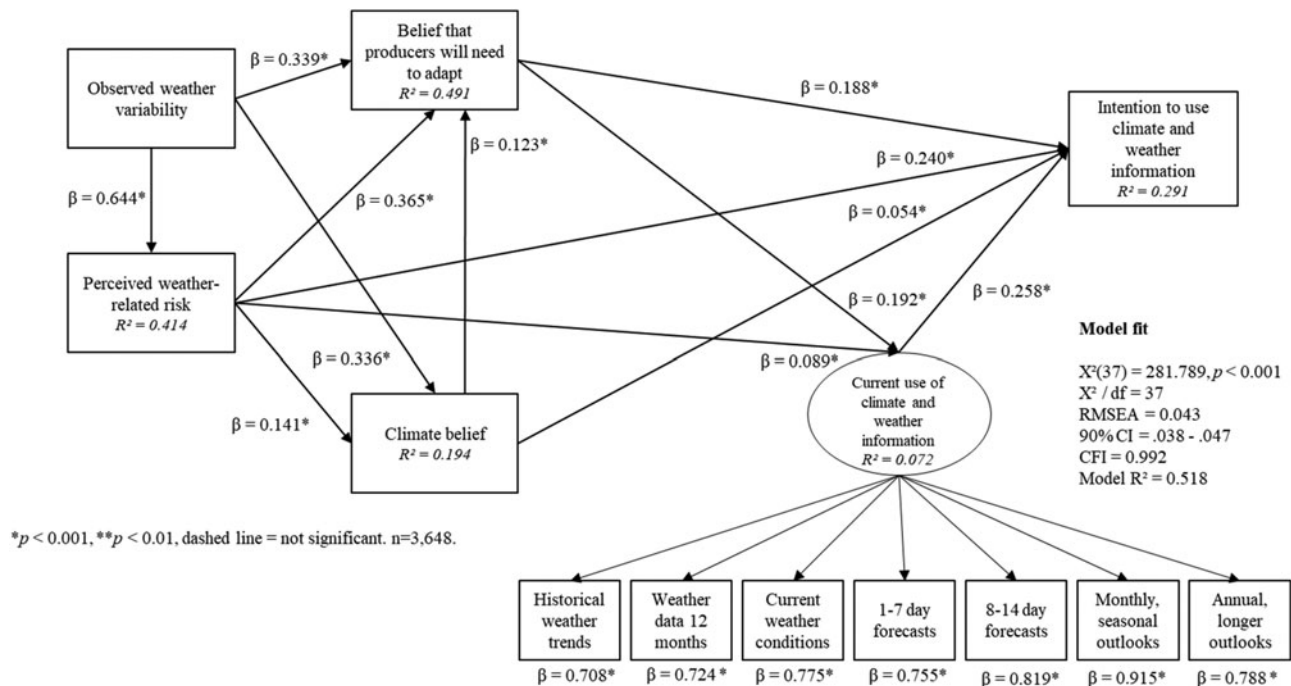 Observed weather
variability
β = 0.339*
Belief that
producers will need
to adapt
R² = 0.491
β = 0.188*
Intention to use
climate and
weather
information
R² = 0.291
β = 0.123*
β = 0.240*
β = 0.644*
β = 0.365*
β = 0.054*
Perceived weather-
related risk
R² = 0.414
β = 0.192*
β = 0.258*
β = 0.336*
β = 0.089*
β = 0.141*
Climate belief
R² = 0.194
Current use of
climate and
weather
information
R² = 0.072
Model fit
X²(37) = 281.789, p < 0.001
X² / df = 37
RMSEA = 0.043
90% CI = .038 - .047
CFI = 0.992
Model R² = 0.518
*p < 0.001, **p < 0.01, dashed line = not significant. n=3,648.
Historical
weather
trends
β = 0.708*
Weather
data 12
months
β = 0.724 *
Current
weather
conditions
β = 0.775*
1-7 day
forecasts
β = 0.755*
8-14 day
forecasts
β = 0.819*
Monthly,
seasonal
outlooks
β = 0.915*
Annual,
longer
outlooks
β = 0.788*